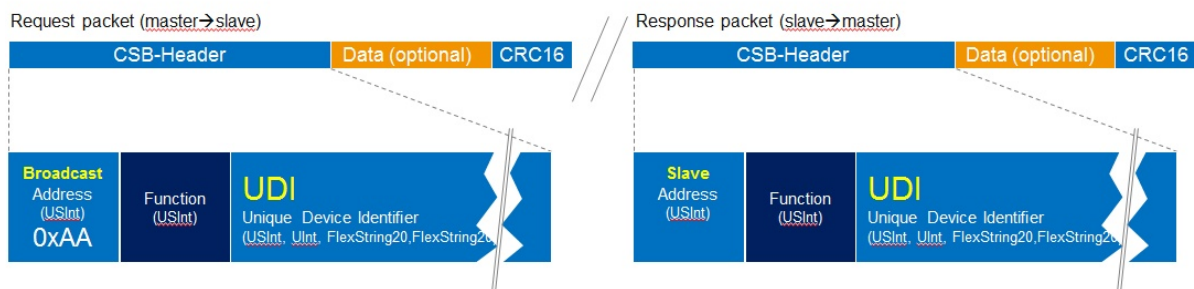 Request packet (master→slave)
CSB-Header
Data (optional)
CRC16
Broadcast
Address
(USInt)
0xAA
Function
(USInt)
UDI
Unique Device Identifier
(USInt, UInt, FlexString20,FlexString20
Response packet (slave→master)
CSB-Header
Data (optional)
CRC16
Slave
Address
(USInt)
Function
(USInt)
UDI
Unique Device Identifier
(USInt, UInt, FlexString20,FlexString20